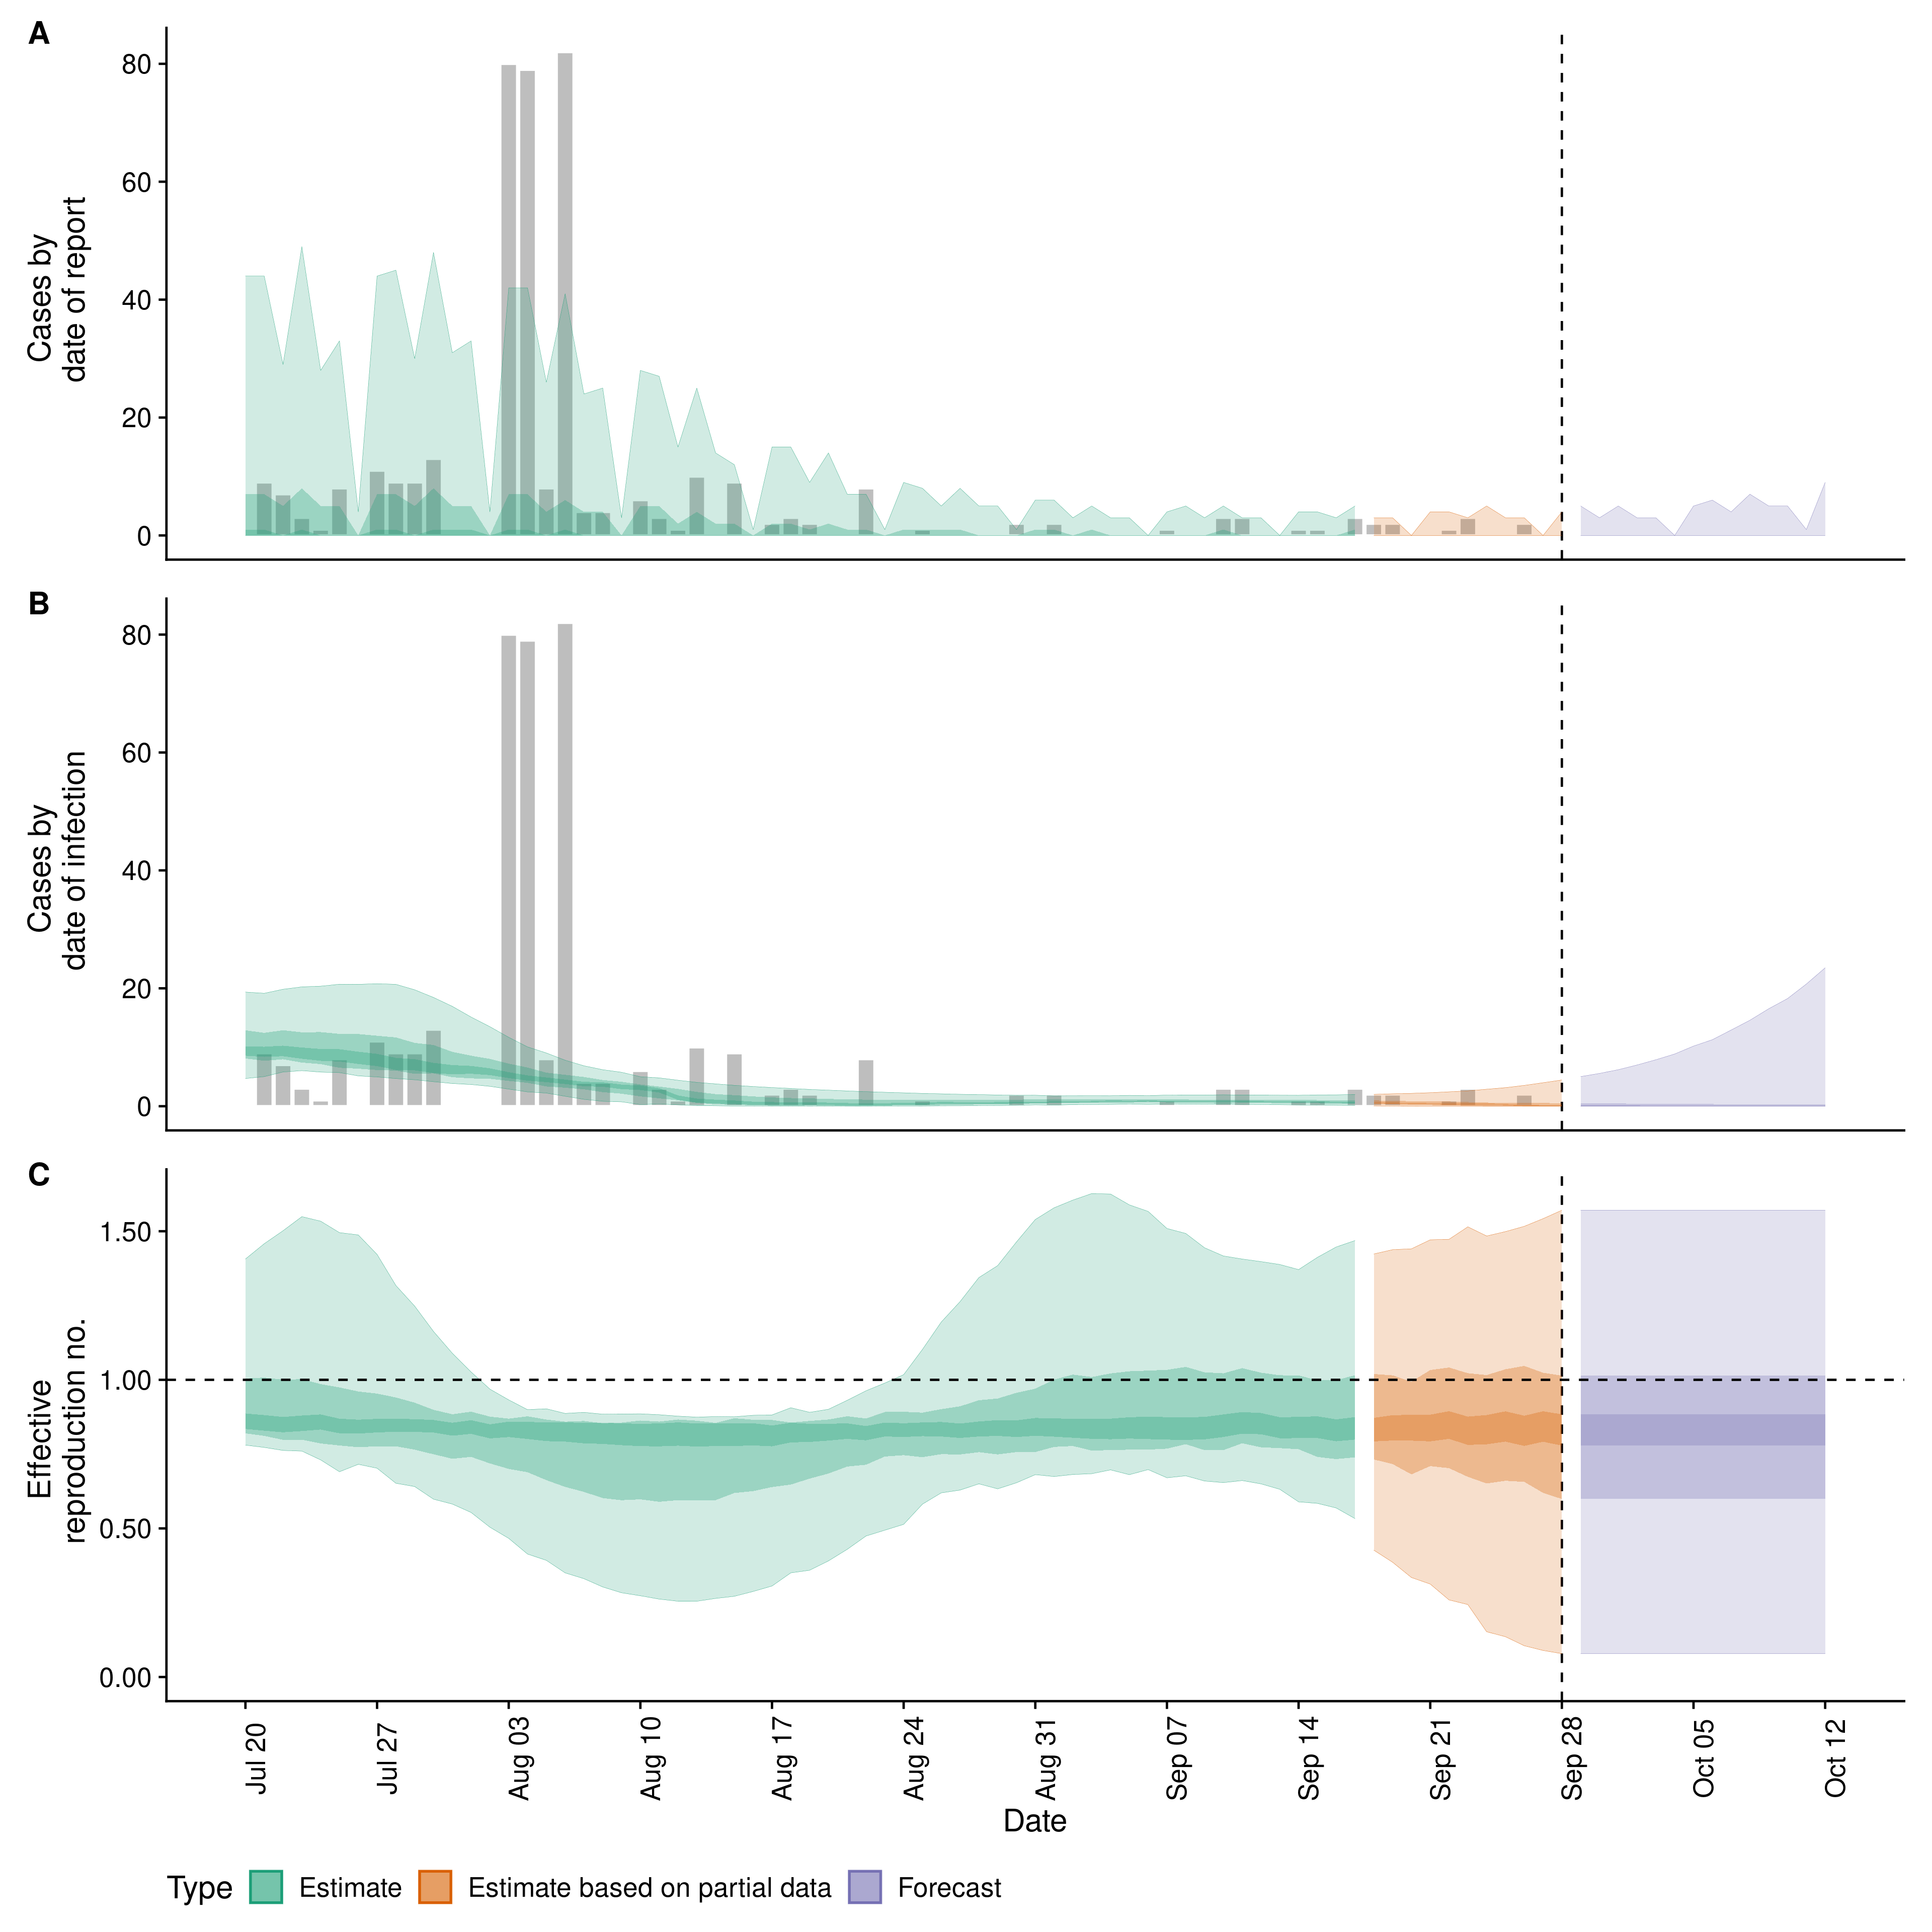 A
Cases by
date of report
80
60
40
20
0
B
Cases by
date of infection
80
60
40
20
0
C
Effective
reproduction no.
1.50
1.00
0.50
0.00
Jul 20
Jul 27
Aug 03
Aug 10
Aug 17
Aug 24
Aug 31
Sep 07
Sep 14
Sep 21
Sep 28
Oct 05
Oct 12
Date
Type Estimate Estimate based on partial data Forecast